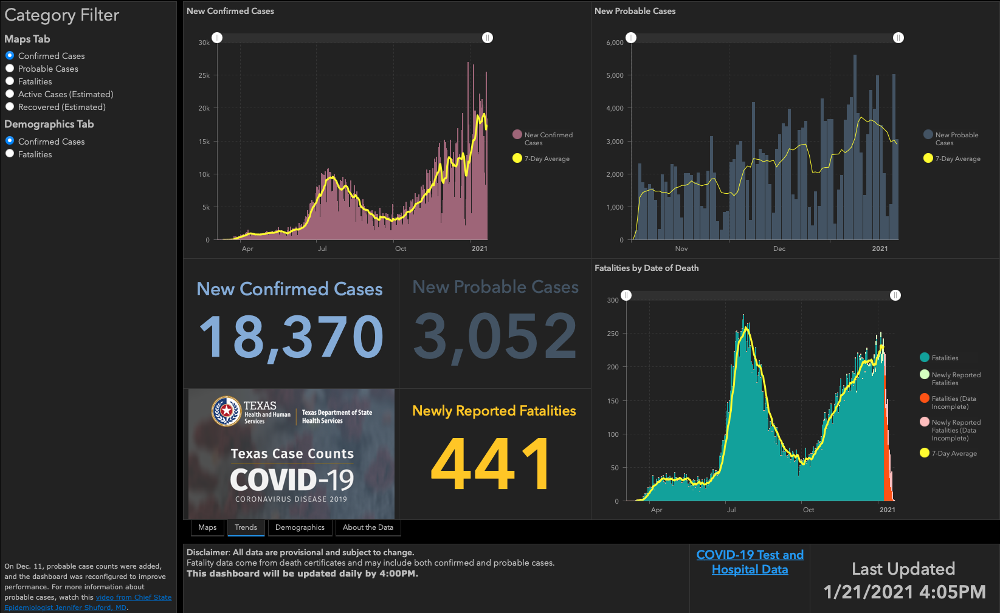 Category Filter
Maps Tab
Confirmed Cases
Probable Cases
Fatalities
Active Cases (Estimated)
Recovered (Estimated)
Demographics Tab
Confirmed Cases
Fatalities
On Dec. 11, probable case counts were added,
and the dashboard was reconfigured to improve
performance. For more information about
probable cases, watch this video from Chief State
Epidemiologist Jennifer Shuford, MD.
New Confirmed Cases
30k
25k
20k
15k
10k
5k
0
Apr
Jul
Oct
2021
New Confirmed
Cases
7-Day Average
New Probable Cases
6,000
5,000
4,000
3,000
2,000
1,000
0
Nov
Dec
2021
New Probable
Cases
7-Day Average
New Confirmed Cases
18,370
New Probable Cases
3,052
TEXAS
Health and Human
Services
Texas Department of State
Health Services
Texas Case Counts
COVID-19
CORONAVIRUS DISEASE 2019
Newly Reported Fatalities
441
Fatalities by Date of Death
300
250
200
150
100
50
0
Apr
Jul
Oct
2021
Fatalities
Newly Reported
Fatalities
Fatalities (Data
Incomplete)
Newly Reported
Fatalities (Data
Incomplete)
7-Day Average
Maps
Trends
Demographics
About the Data
Disclaimer: All data are provisional and subject to change.
Fatality data come from death certificates and may include both confirmed and probable cases.
This dashboard will be updated daily by 4:00PM.
COVID-19 Test and
Hospital Data
Last Updated
1/21/2021 4:05PM